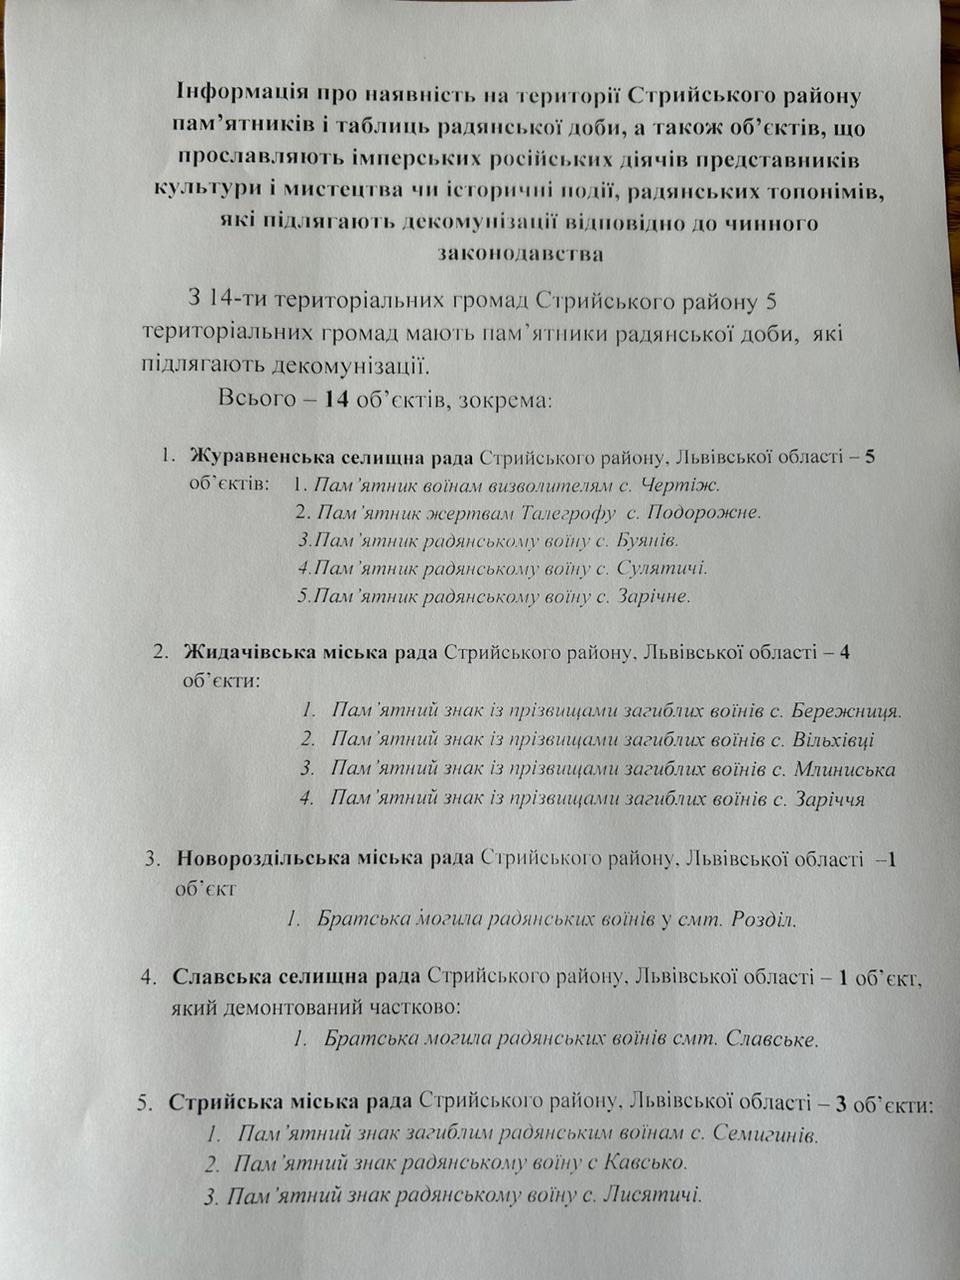 Інформація про наявність на території Стрийського району
пам’ятників і таблиць радянської доби, а також об’єктів, що
прославляють імперських російських діячів представників
культури і мистецтва чи історичні події, радянських топонімів,
які підлягають декомунізації відповідно до чинного
законодавства
З 14-ти територіальних громад Стрийського району 5
територіальних громад мають пам’ятники радянської доби, які
підлягають декомунізації.
Всього – 14 об’єктів, зокрема:
1. Журавненська селищна рада Стрийського району, Львівської області – 5
об’єктів: 1. Пам’ятник воїнам визволителям с. Чертіж.
2. Пам’ятник жертвам Талегрофу с. Подорожне.
3.Пам’ятник радянському воїну с. Буянів.
4.Пам’ятник радянському воїну с. Сулятичі.
5.Пам’ятник радянському воїну с. Зарічне.
2. Жидачівська міська рада Стрийського району, Львівської області – 4
об’єкти:
1. Пам’ятний знак із прізвищами загиблих воїнів с. Бережниця.
2. Пам’ятний знак із прізвищами загиблих воїнів с. Вільхівці
3. Пам’ятний знак із прізвищами загиблих воїнів с. Млиниська
4. Пам’ятний знак із прізвищами загиблих воїнів с. Заріччя
3. Новороздільська міська рада Стрийського району, Львівської області –1
об’єкт
1. Братська могила радянських воїнів у смт. Розділ.
4. Славська селищна рада Стрийського району, Львівської області – 1 об’єкт,
який демонтований частково:
1. Братська могила радянських воїнів смт. Славське.
5. Стрийська міська рада Стрийського району, Львівської області – 3 об’єкти:
1. Пам’ятний знак загиблим радянським воїнам с. Семигинів.
2. Пам’ятний знак радянському воїну с Кавсько.
3. Пам’ятний знак радянському воїну с. Лисятичі.